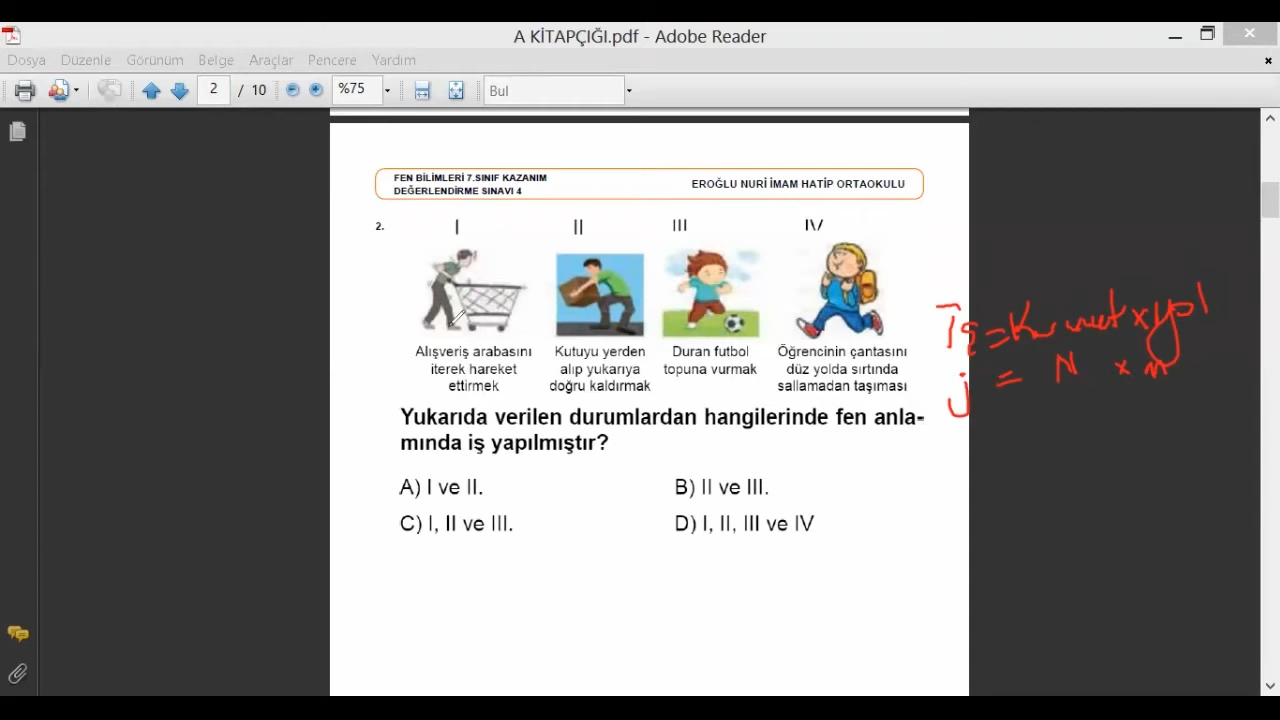 A KİTAPÇIĞI.pdf - Adobe Reader
Dosya Düzenle Görünüm Belge Araçlar Pencere Yardım
2 / 10 %75 Bul
FEN BİLİMLERİ 7.SINIF KAZANIM
DEĞERLENDİRME SINAVI 4
EROĞLU NURİ İMAM HATİP ORTAOKULU
2. I II III IV
Alışveriş arabasını
iterek hareket
ettirmek
Kutuyu yerden
alıp yukarıya
doğru kaldırmak
Duran futbol
topuna vurmak
Öğrencinin çantasını
düz yolda sırtında
sallamadan taşıması
Yukarıda verilen durumlardan hangilerinde fen anla-
mında iş yapılmıştır?
A) I ve II.
B) II ve III.
C) I, II ve III.
D) I, II, III ve IV
İş = Kuvvet x yol
j = N x m